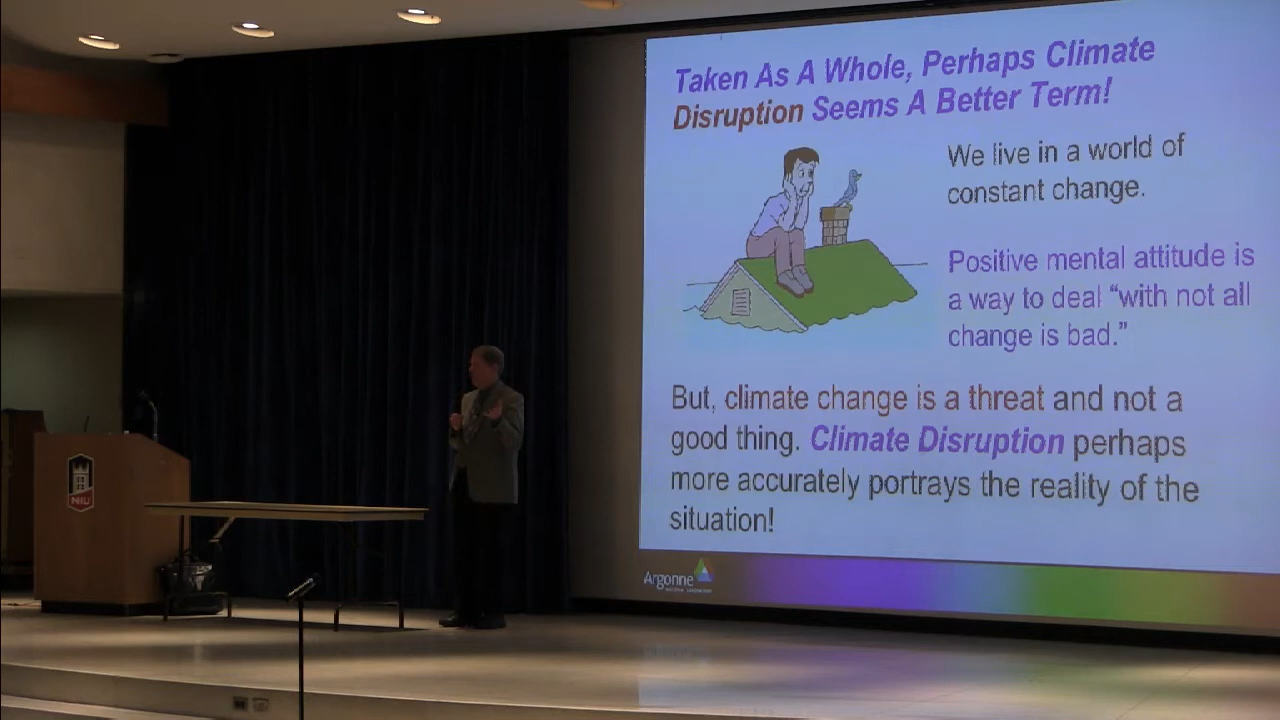 Taken As A Whole, Perhaps Climate
Disruption Seems A Better Term!
We live in a world of
constant change.
Positive mental attitude is
a way to deal “with not all
change is bad.”
But, climate change is a threat and not a
good thing. Climate Disruption perhaps
more accurately portrays the reality of the
situation!
Argonne
NIU